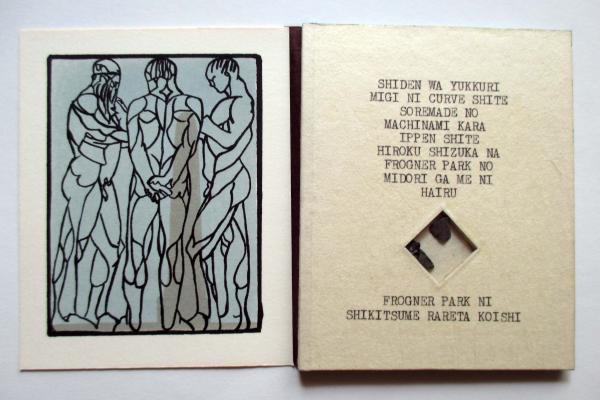 SHIDEN WA YUKKURI
MIGI NI CURVE SHITE
SOREMADE NO
MACHINAMI KARA
IPPEN SHITE
HIROKU SHIZUKA NA
FROGNER PARK NO
MIDORI GA ME NI
HAIRU
FROGNER PARK NI
SHIKITSUME RARETA KOISHI